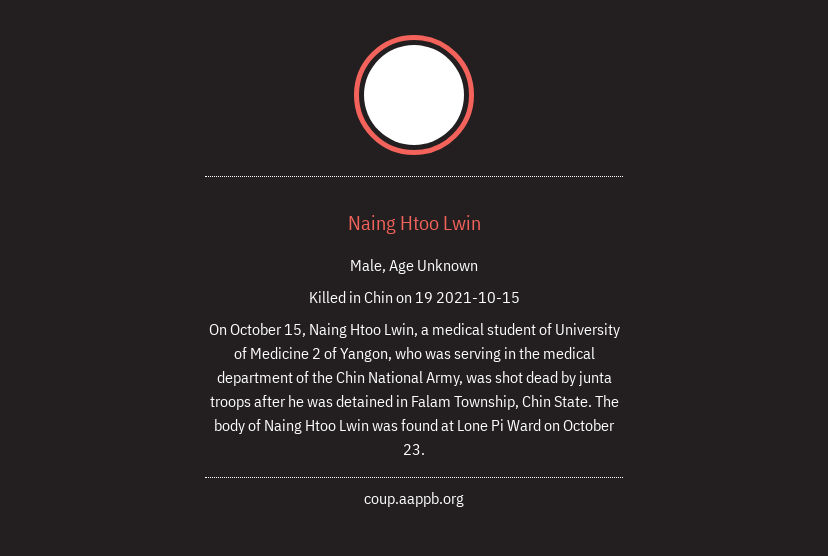 Naing Htoo Lwin
Male, Age Unknown
Killed in Chin on 19 2021-10-15
On October 15, Naing Htoo Lwin, a medical student of University
of Medicine 2 of Yangon, who was serving in the medical
department of the Chin National Army, was shot dead by junta
troops after he was detained in Falam Township, Chin State. The
body of Naing Htoo Lwin was found at Lone Pi Ward on October
23.
coup.aappb.org